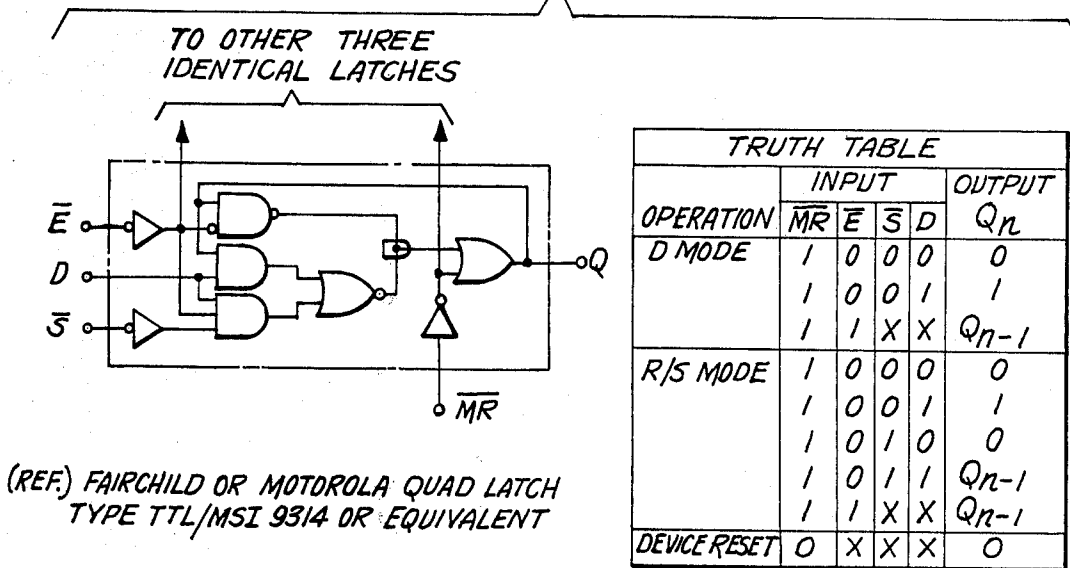 TO OTHER THREE
IDENTICAL LATCHES
E̅
D
S̅
Q
M̅R̅
(REF.) FAIRCHILD OR MOTOROLA QUAD LATCH
TYPE TTL/MSI 9314 OR EQUIVALENT
TRUTH TABLE
INPUT OUTPUT
OPERATION M̅R̅ E̅ S̅ D Qn
D MODE 1 0 0 0 0
1 0 0 1 1
1 1 X X Qn-1
R/S MODE 1 0 0 0 0
1 0 0 1 1
1 0 1 0 0
1 0 1 1 Qn-1
1 1 X X Qn-1
DEVICE RESET 0 X X X 0